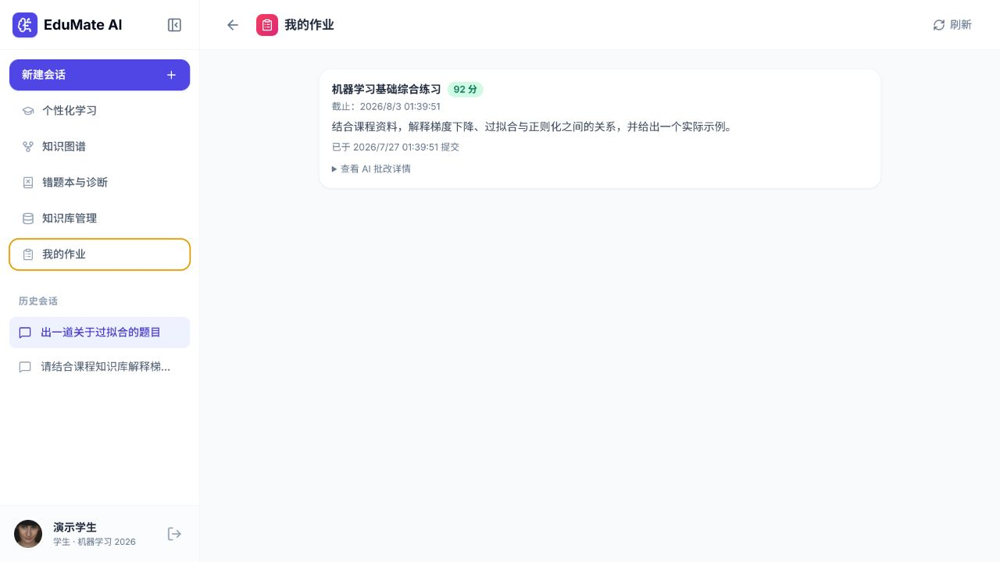 EduMate AI
新建会话
个性化学习
知识图谱
错题本与诊断
知识库管理
我的作业
历史会话
出一道关于过拟合的题目
请结合课程知识库解释梯...
演示学生
学生 · 机器学习 2026
我的作业
刷新
机器学习基础综合练习 92 分
截止：2026/8/3 01:39:51
结合课程资料，解释梯度下降、过拟合与正则化之间的关系，并给出一个实际示例。
已于 2026/7/27 01:39:51 提交
查看 AI 批改详情